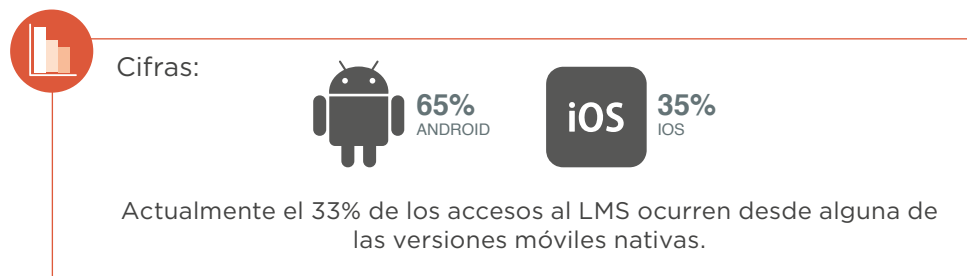 Cifras:
65%
ANDROID
iOS
35%
IOS
Actualmente el 33% de los accesos al LMS ocurren desde alguna de
las versiones móviles nativas.